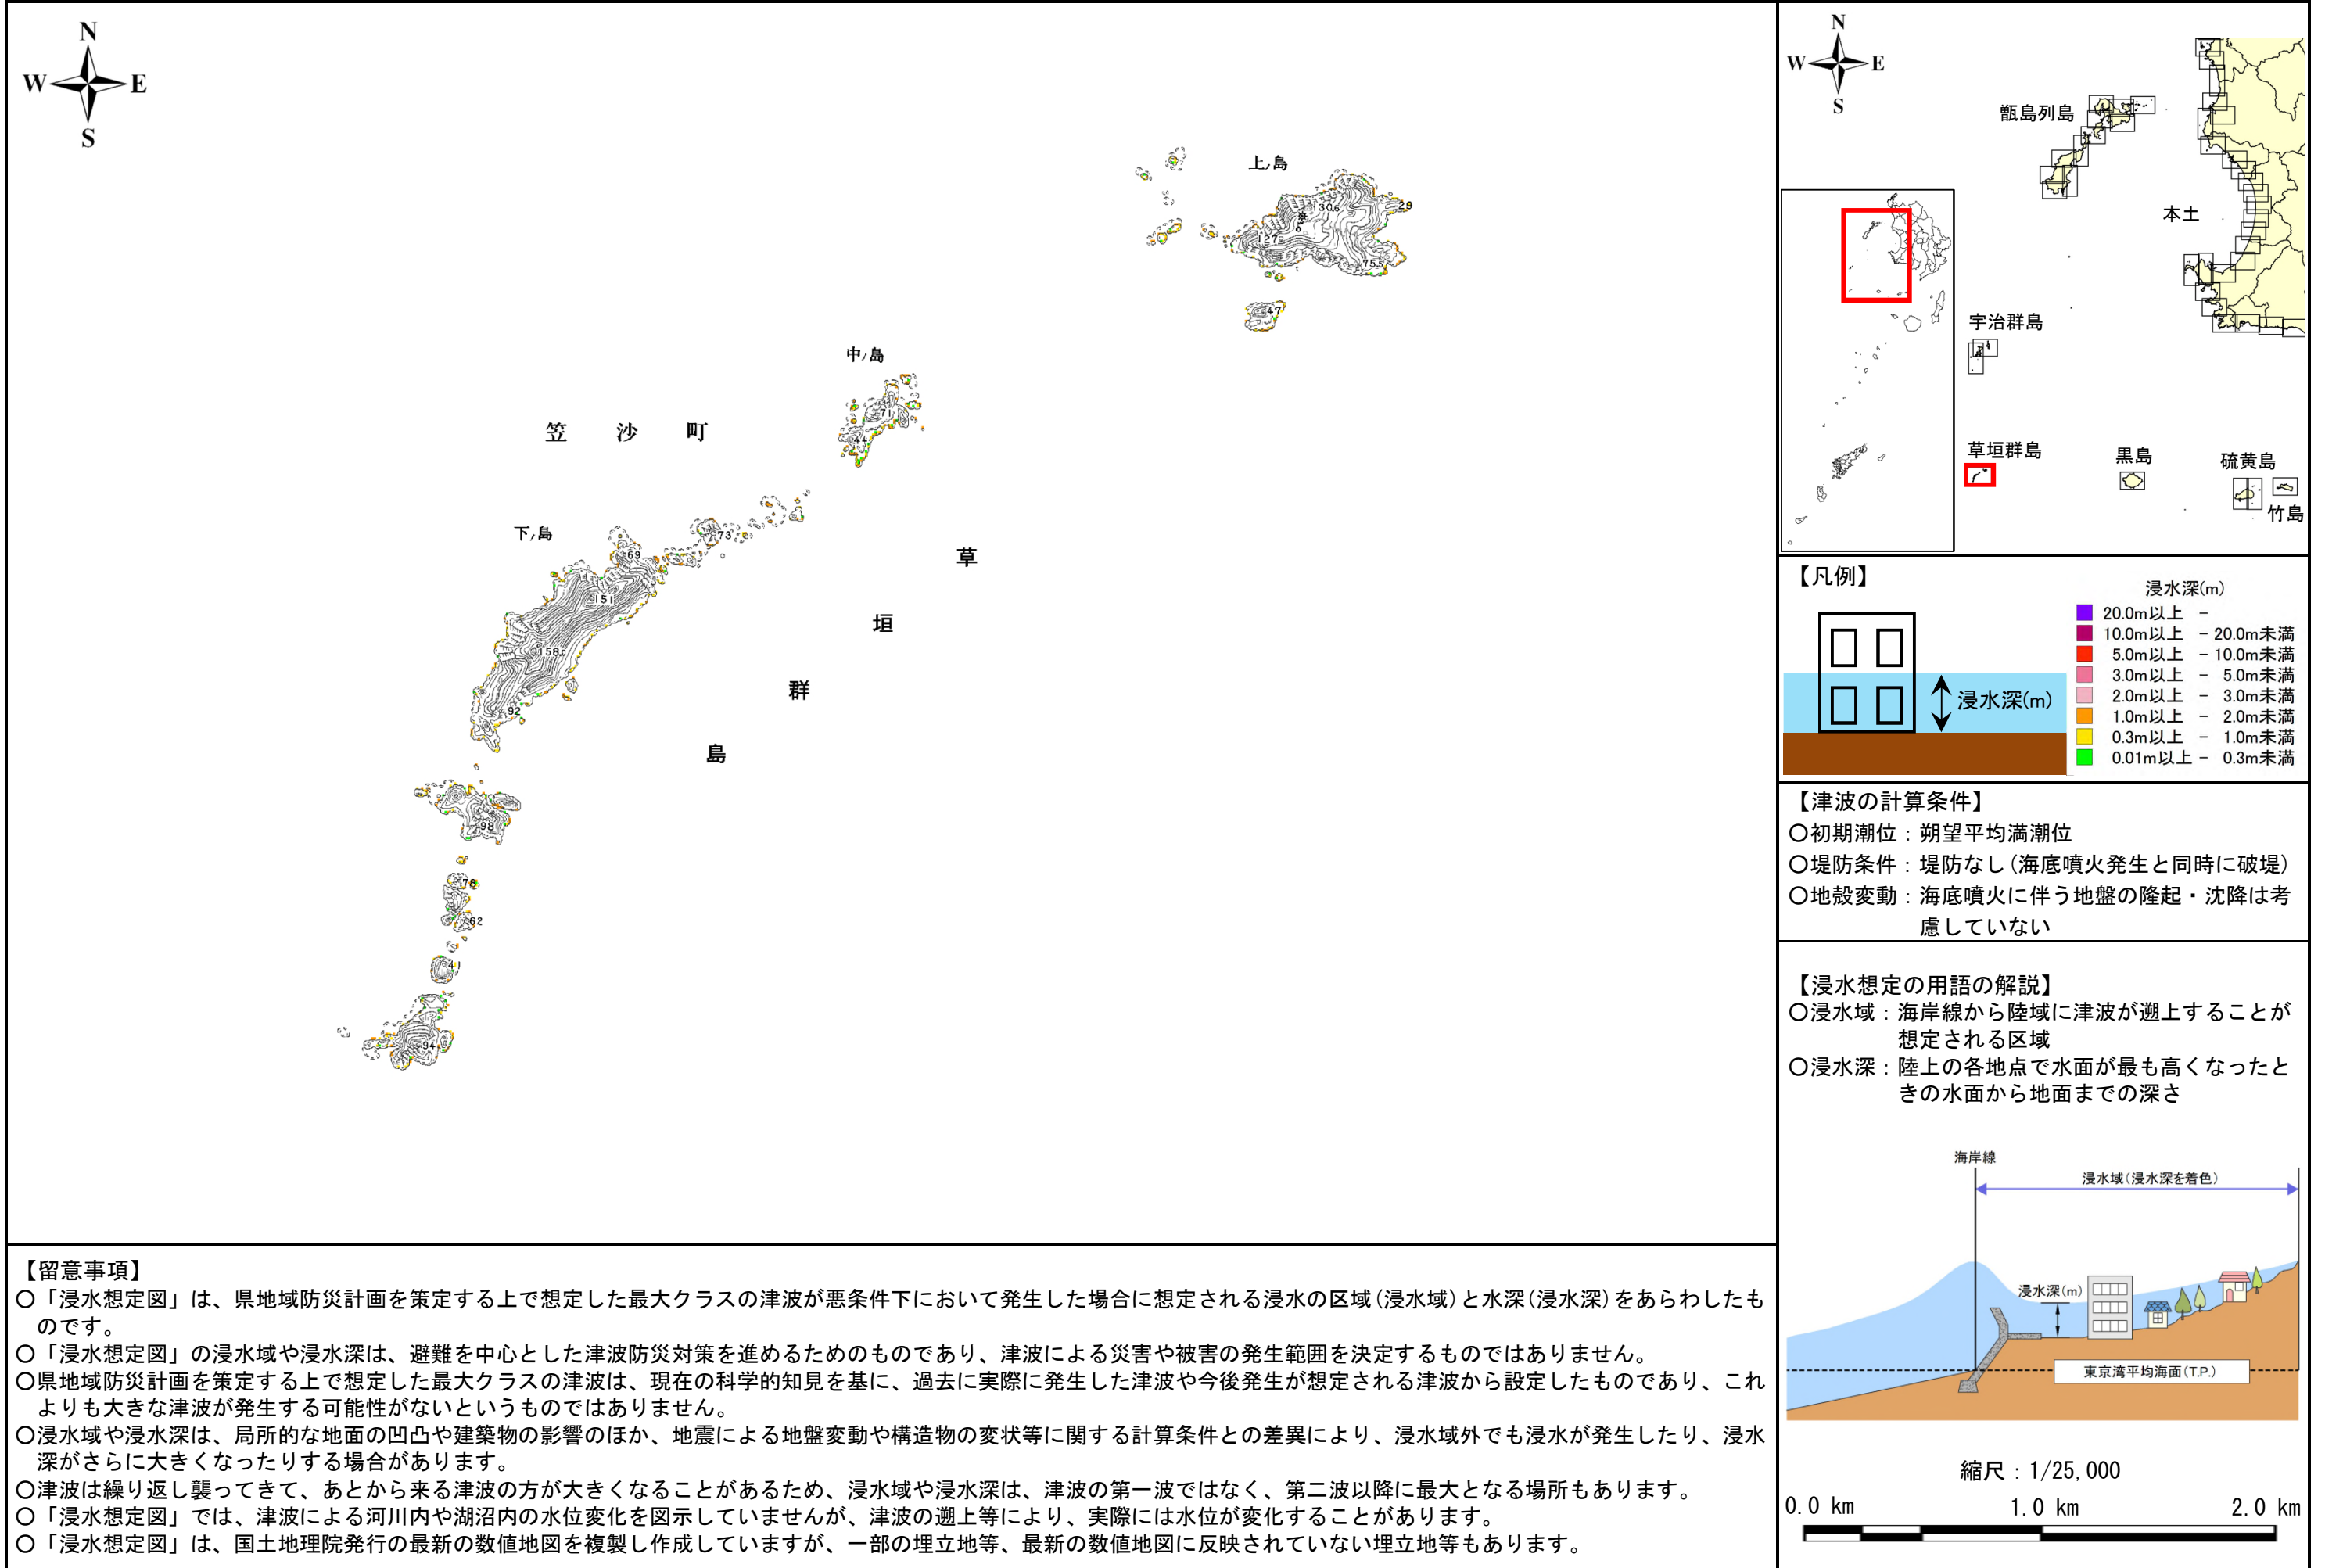 N
W E
S
上ノ島
130.6
29
127
75.5
47
中ノ島
71
44
笠沙町
下ノ島
73
69
151
158.
92
草
垣
群
島
98
78
62
41
94
N
W E
S
甑島列島
本土
宇治群島
草垣群島
黒島
硫黄島
竹島
【凡例】
浸水深(m)
浸水深(m)
20.0m以上 −
10.0m以上 − 20.0m未満
5.0m以上 − 10.0m未満
3.0m以上 − 5.0m未満
2.0m以上 − 3.0m未満
1.0m以上 − 2.0m未満
0.3m以上 − 1.0m未満
0.01m以上 − 0.3m未満
【津波の計算条件】
〇初期潮位：朔望平均満潮位
〇堤防条件：堤防なし(海底噴火発生と同時に破堤)
〇地殻変動：海底噴火に伴う地盤の隆起・沈降は考
慮していない
【浸水想定の用語の解説】
〇浸水域：海岸線から陸域に津波が遡上することが
想定される区域
〇浸水深：陸上の各地点で水面が最も高くなったと
きの水面から地面までの深さ
海岸線
浸水域(浸水深を着色)
浸水深(m)
東京湾平均海面(T.P.)
縮尺：1/25,000
0.0 km 1.0 km 2.0 km
【留意事項】
〇「浸水想定図」は、県地域防災計画を策定する上で想定した最大クラスの津波が悪条件下において発生した場合に想定される浸水の区域(浸水域)と水深(浸水深)をあらわしたも
のです。
〇「浸水想定図」の浸水域や浸水深は、避難を中心とした津波防災対策を進めるためのものであり、津波による災害や被害の発生範囲を決定するものではありません。
〇県地域防災計画を策定する上で想定した最大クラスの津波は、現在の科学的知見を基に、過去に実際に発生した津波や今後発生が想定される津波から設定したものであり、これ
よりも大きな津波が発生する可能性がないというものではありません。
〇浸水域や浸水深は、局所的な地面の凹凸や建築物の影響のほか、地震による地盤変動や構造物の変状等に関する計算条件との差異により、浸水域外でも浸水が発生したり、浸水
深がさらに大きくなったりする場合があります。
〇津波は繰り返し襲ってきて、あとから来る津波の方が大きくなることがあるため、浸水域や浸水深は、津波の第一波ではなく、第二波以降に最大となる場所もあります。
〇「浸水想定図」では、津波による河川内や湖沼内の水位変化を図示していませんが、津波の遡上等により、実際には水位が変化することがあります。
〇「浸水想定図」は、国土地理院発行の最新の数値地図を複製し作成していますが、一部の埋立地等、最新の数値地図に反映されていない埋立地等もあります。